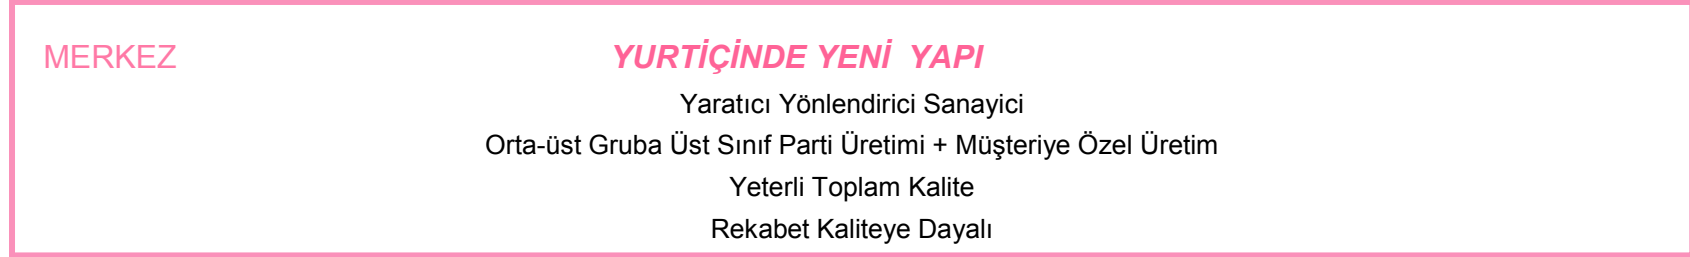 MERKEZ YURTİÇİNDE YENİ YAPI
Yaratıcı Yönlendirici Sanayici
Orta-üst Gruba Üst Sınıf Parti Üretimi + Müşteriye Özel Üretim
Yeterli Toplam Kalite
Rekabet Kaliteye Dayalı